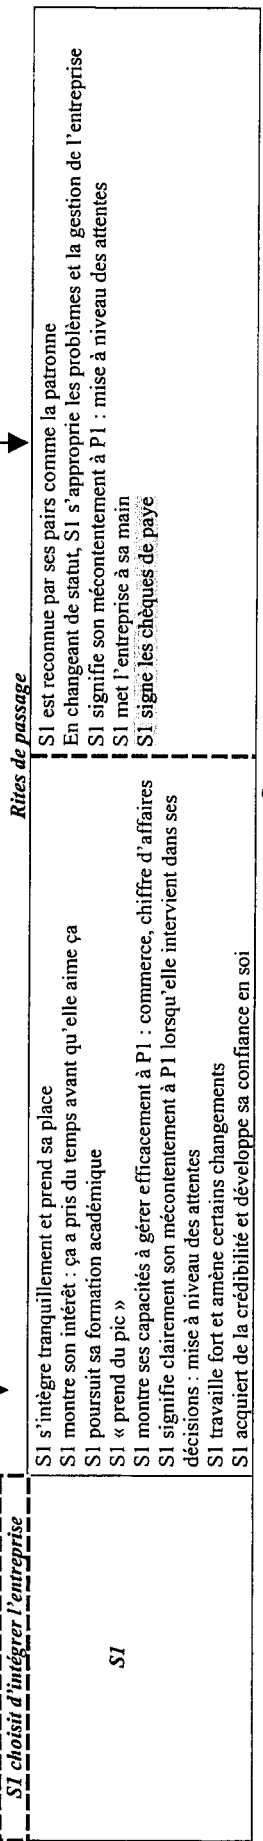 S1 choisit d'intégrer l'entreprise
Rites de passage
S1
S1 s'intègre tranquillement et prend sa place
S1 montre son intérêt : ça a pris du temps avant qu'elle aime ça
S1 poursuit sa formation académique
S1 « prend du pic »
S1 montre ses capacités à gérer efficacement à P1 : commerce, chiffre d'affaires
S1 signifie clairement son mécontentement à P1 lorsqu'elle intervient dans ses
décisions : mise à niveau des attentes
S1 travaille fort et amène certains changements
S1 acquiert de la crédibilité et développe sa confiance en soi
S1 est reconnue par ses pairs comme la patronne
En changeant de statut, S1 s'approprie les problèmes et la gestion de l'entreprise
S1 signifie son mécontentement à P1 : mise à niveau des attentes
S1 met l'entreprise à sa main
S1 signe les chèques de paye